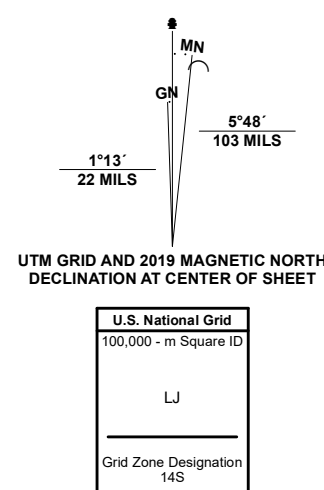 MN
GN
5°48´
103 MILS
1°13´
22 MILS
UTM GRID AND 2019 MAGNETIC NORTH
DECLINATION AT CENTER OF SHEET
U.S. National Grid
100,000 - m Square ID
LJ
Grid Zone Designation
14S